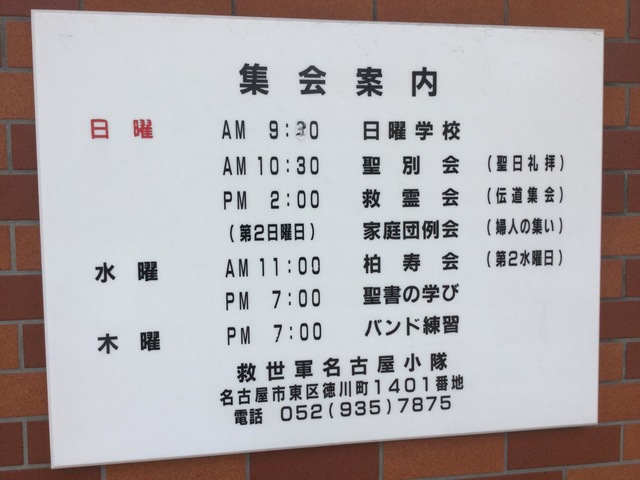 集会案内
日曜 AM 9:30 日曜学校
AM 10:30 聖別会 (聖日礼拝)
PM 2:00 救霊会 (伝道集会)
(第2日曜日) 家庭団例会 (婦人の集い)
水曜 AM 11:00 柏寿会 (第2水曜日)
PM 7:00 聖書の学び
木曜 PM 7:00 バンド練習
救世軍名古屋小隊
名古屋市東区徳川町1401番地
電話 052(935)7875